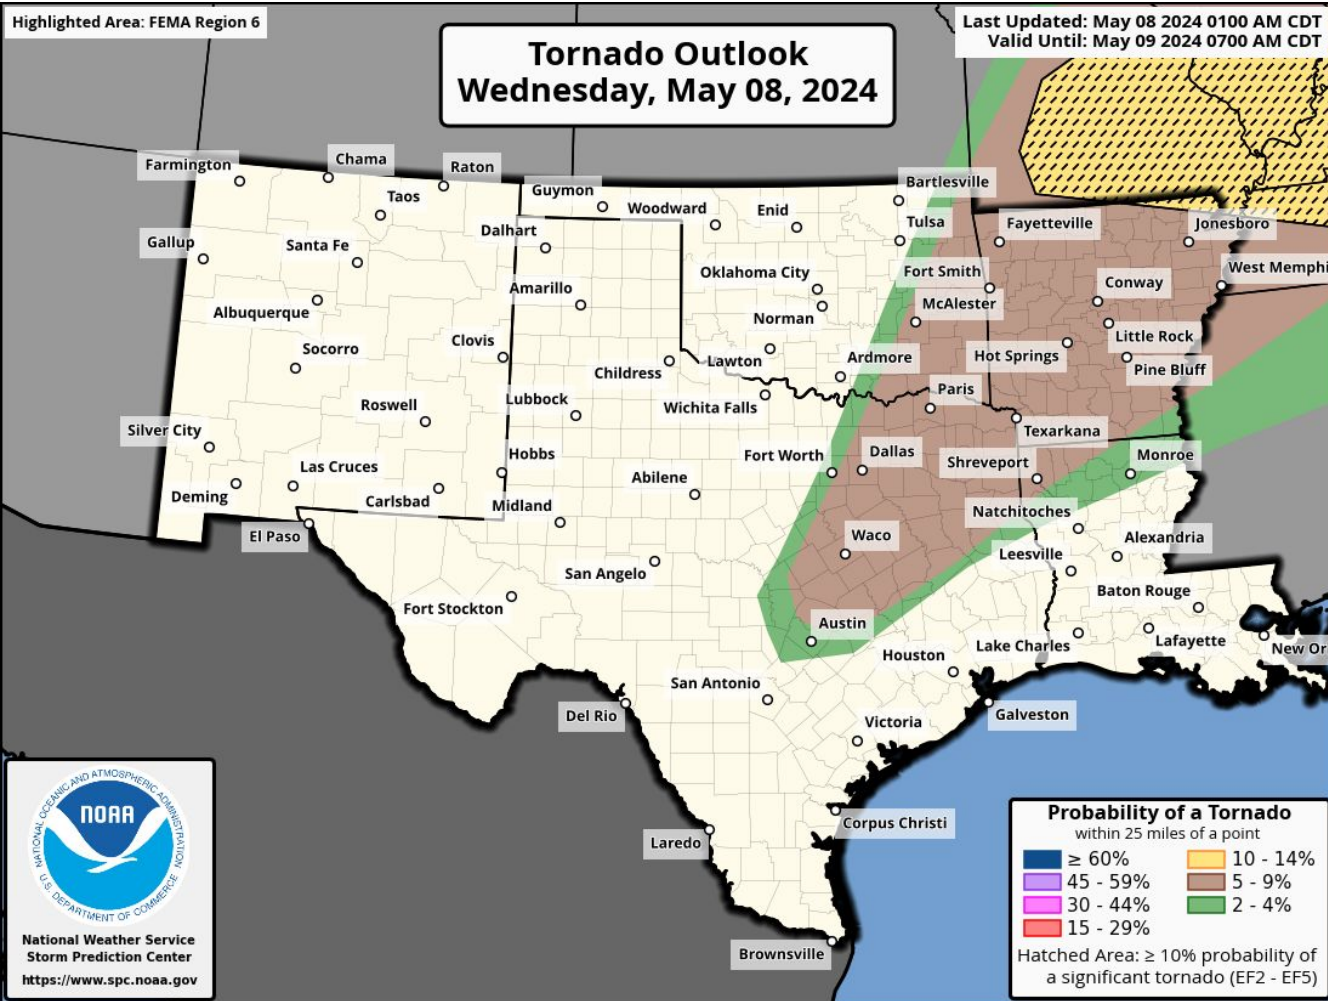 Highlighted Area: FEMA Region 6
Last Updated: May 08 2024 0100 AM CDT
Valid Until: May 09 2024 0700 AM CDT
Tornado Outlook
Wednesday, May 08, 2024
Farmington
Chama
Raton
Taos
Guymon
Woodward
Enid
Bartlesville
Tulsa
Fayetteville
Jonesboro
Gallup
Santa Fe
Dalhart
Oklahoma City
Fort Smith
West Memphi
Amarillo
McAlester
Conway
Albuquerque
Norman
Socorro
Clovis
Lawton
Ardmore
Hot Springs
Little Rock
Childress
Pine Bluff
Roswell
Lubbock
Wichita Falls
Paris
Silver City
Texarkana
Las Cruces
Hobbs
Fort Worth
Dallas
Shreveport
Monroe
Deming
Carlsbad
Midland
Abilene
Natchitoches
El Paso
Waco
Alexandria
Leesville
San Angelo
Baton Rouge
Fort Stockton
Austin
Lake Charles
Lafayette
New Or
Houston
San Antonio
Del Rio
Victoria
Galveston
Laredo
Corpus Christi
Brownsville
NATIONAL OCEANIC AND ATMOSPHERIC ADMINISTRATION
NOAA
U.S. DEPARTMENT OF COMMERCE
National Weather Service
Storm Prediction Center
https://www.spc.noaa.gov
Probability of a Tornado
within 25 miles of a point
≥ 60%
10 - 14%
45 - 59%
5 - 9%
30 - 44%
2 - 4%
15 - 29%
Hatched Area: ≥ 10% probability of
a significant tornado (EF2 - EF5)